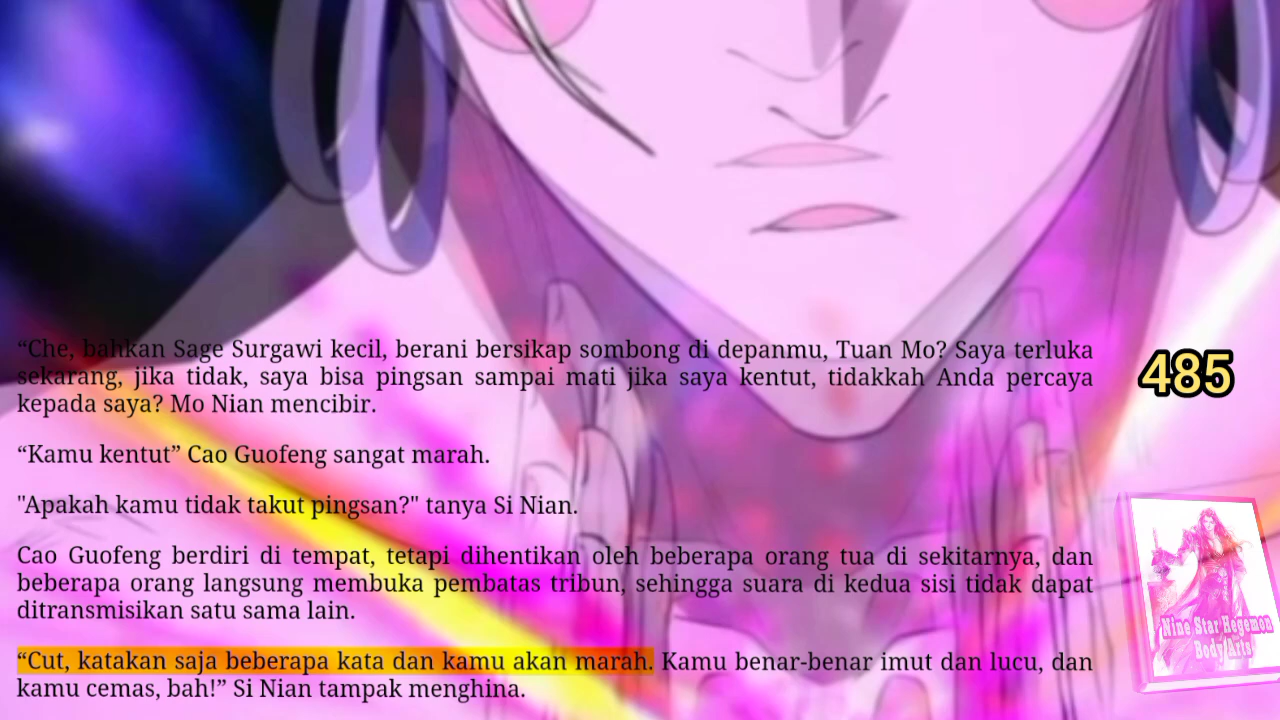 “Che, bahkan Sage Surgawi kecil, berani bersikap sombong di depanmu, Tuan Mo? Saya terluka
sekarang, jika tidak, saya bisa pingsan sampai mati jika saya kentut, tidakkah Anda percaya
kepada saya? Mo Nian mencibir.
“Kamu kentut” Cao Guofeng sangat marah.
"Apakah kamu tidak takut pingsan?" tanya Si Nian.
Cao Guofeng berdiri di tempat, tetapi dihentikan oleh beberapa orang tua di sekitarnya, dan
beberapa orang langsung membuka pembatas tribun, sehingga suara di kedua sisi tidak dapat
ditransmisikan satu sama lain.
“Cut, katakan saja beberapa kata dan kamu akan marah. Kamu benar-benar imut dan lucu, dan
kamu cemas, bah!” Si Nian tampak menghina.
485
Nine Star Hegemon
Body Arts